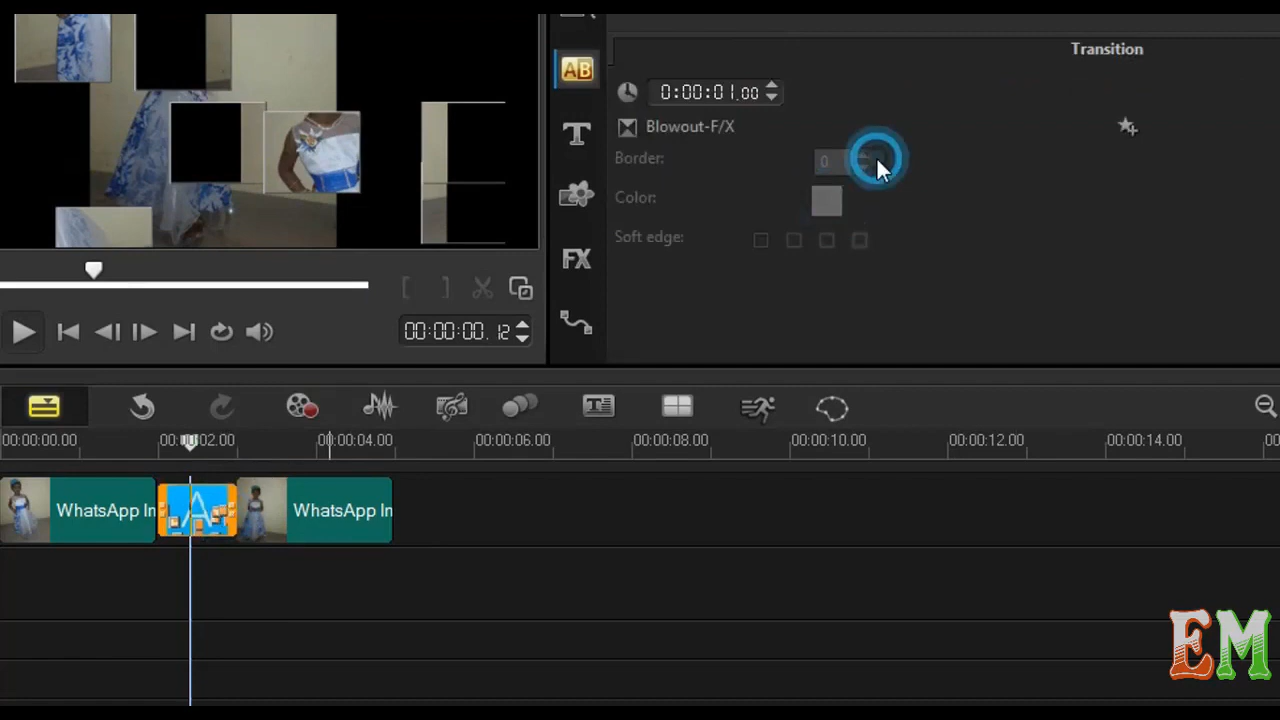 Transition
AB
0:00:01.00
Blowout-F/X
T
Border:
0
Color:
Soft edge:
FX
[ ]
00:00:00. 12
T
00:00:00.00 00:00:02.00 00:00:04.00 00:00:06.00 00:00:08.00 00:00:10.00 00:00:12.00 00:00:14.00
WhatsApp In A WhatsApp In
EM